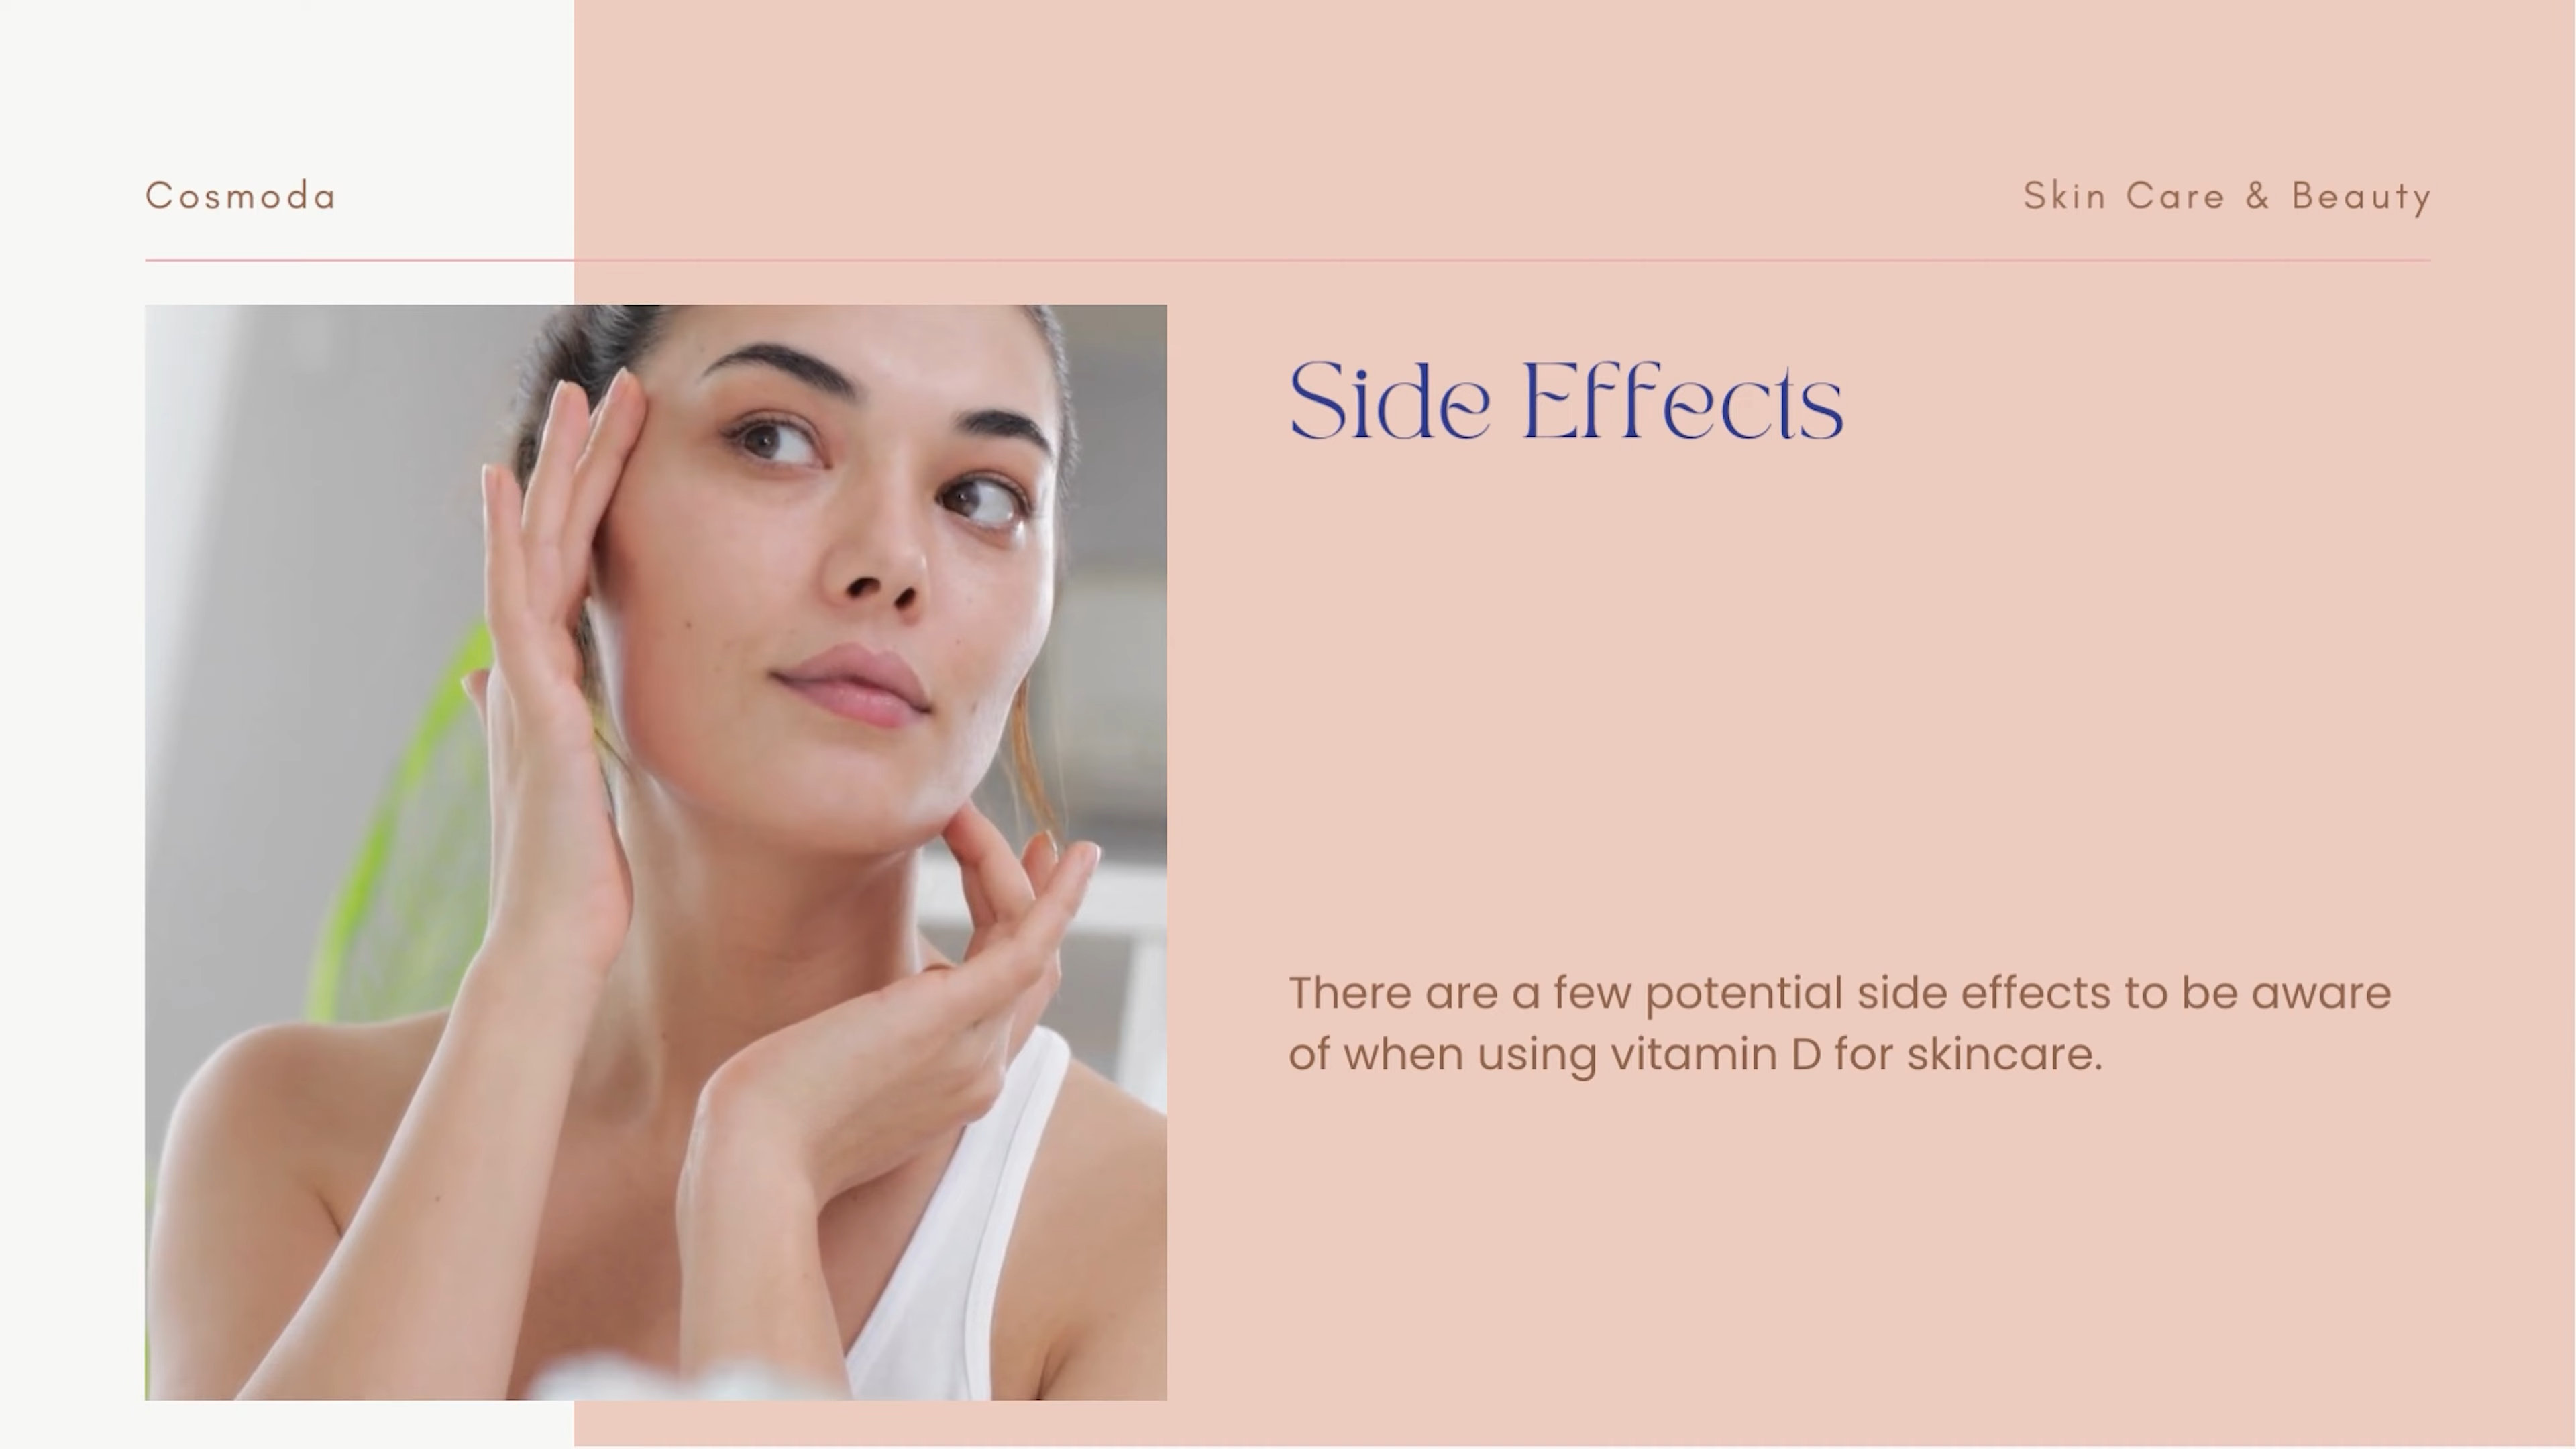 Cosmoda
Skin Care & Beauty
Side Effects
There are a few potential side effects to be aware
of when using vitamin D for skincare.